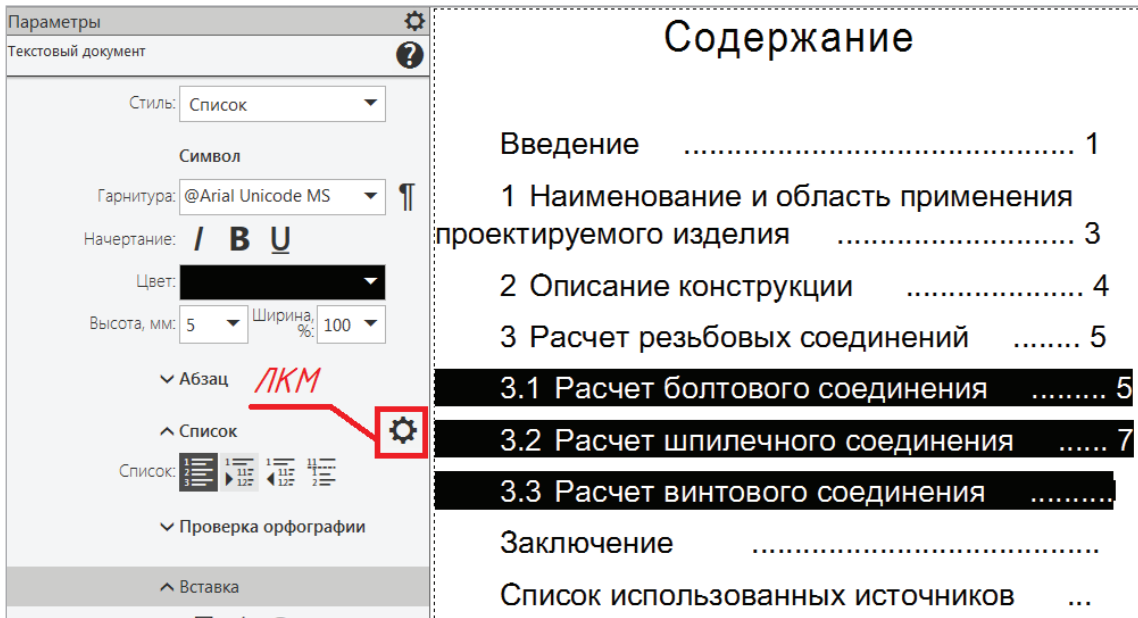 Параметры
Текстовый документ
Стиль: Список
Символ
Гарнитура: @Arial Unicode MS ¶
Начертание: I B U
Цвет:
Высота, мм: 5 Ширина, %: 100
Абзац
ЛКМ
Список
Список:
Проверка орфографии
Вставка
Содержание
Введение .......................................... 1
1 Наименование и область применения
проектируемого изделия ........................... 3
2 Описание конструкции .................... 4
3 Расчет резьбовых соединений ........ 5
3.1 Расчет болтового соединения ......... 5
3.2 Расчет шпилечного соединения ...... 7
3.3 Расчет винтового соединения ..........
Заключение .....................................
Список использованных источников ...